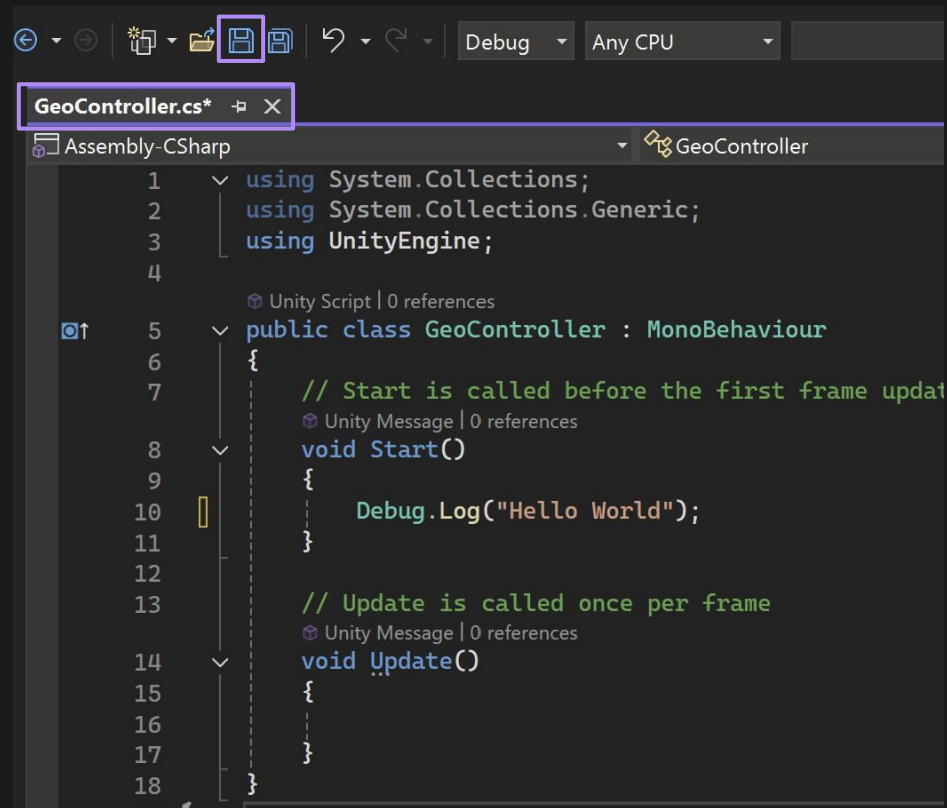 Debug Any CPU
GeoController.cs*
Assembly-CSharp GeoController
1 using System.Collections;
2 using System.Collections.Generic;
3 using UnityEngine;
4
Unity Script | 0 references
5 public class GeoController : MonoBehaviour
6 {
7 // Start is called before the first frame updat
Unity Message | 0 references
8 void Start()
9 {
10 Debug.Log("Hello World");
11 }
12
13 // Update is called once per frame
Unity Message | 0 references
14 void Update()
15 {
16
17 }
18 }